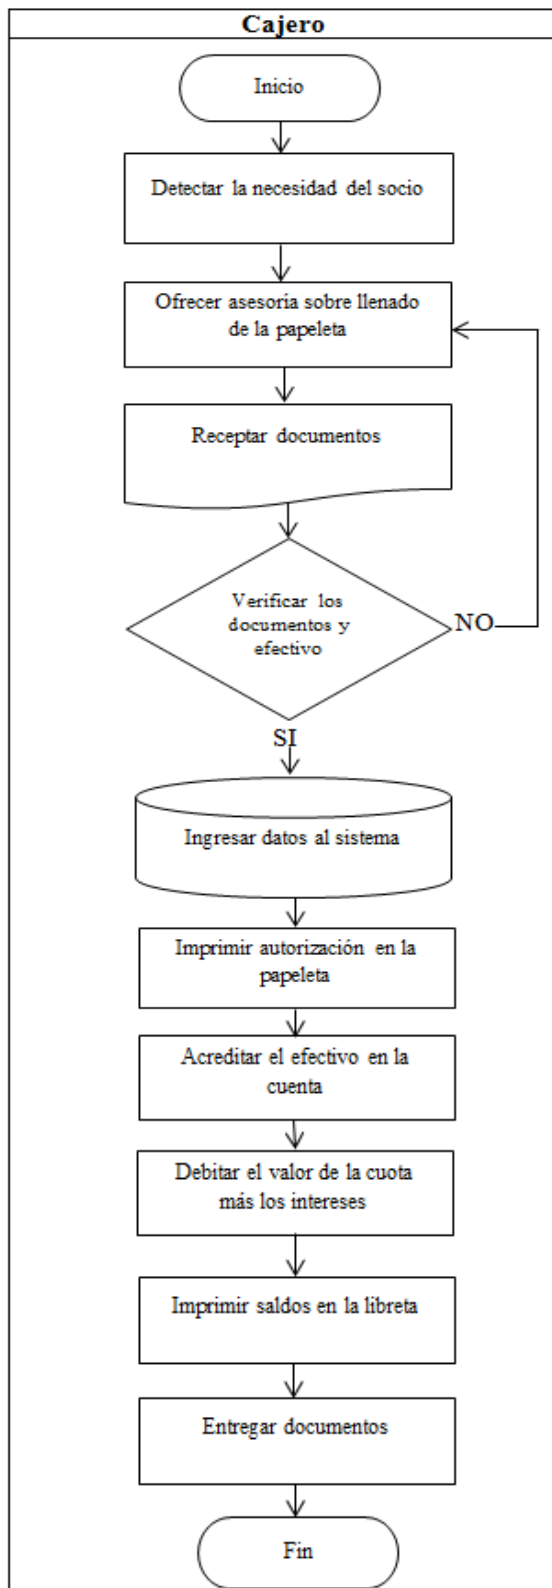 Cajero
Inicio
Detectar la necesidad del socio
Ofrecer asesoria sobre llenado
de la papeleta
Receptar documentos
Verificar los
documentos y
efectivo
NO
SI
Ingresar datos al sistema
Imprimir autorización en la
papeleta
Acreditar el efectivo en la
cuenta
Debitar el valor de la cuota
más los intereses
Imprimir saldos en la libreta
Entregar documentos
Fin